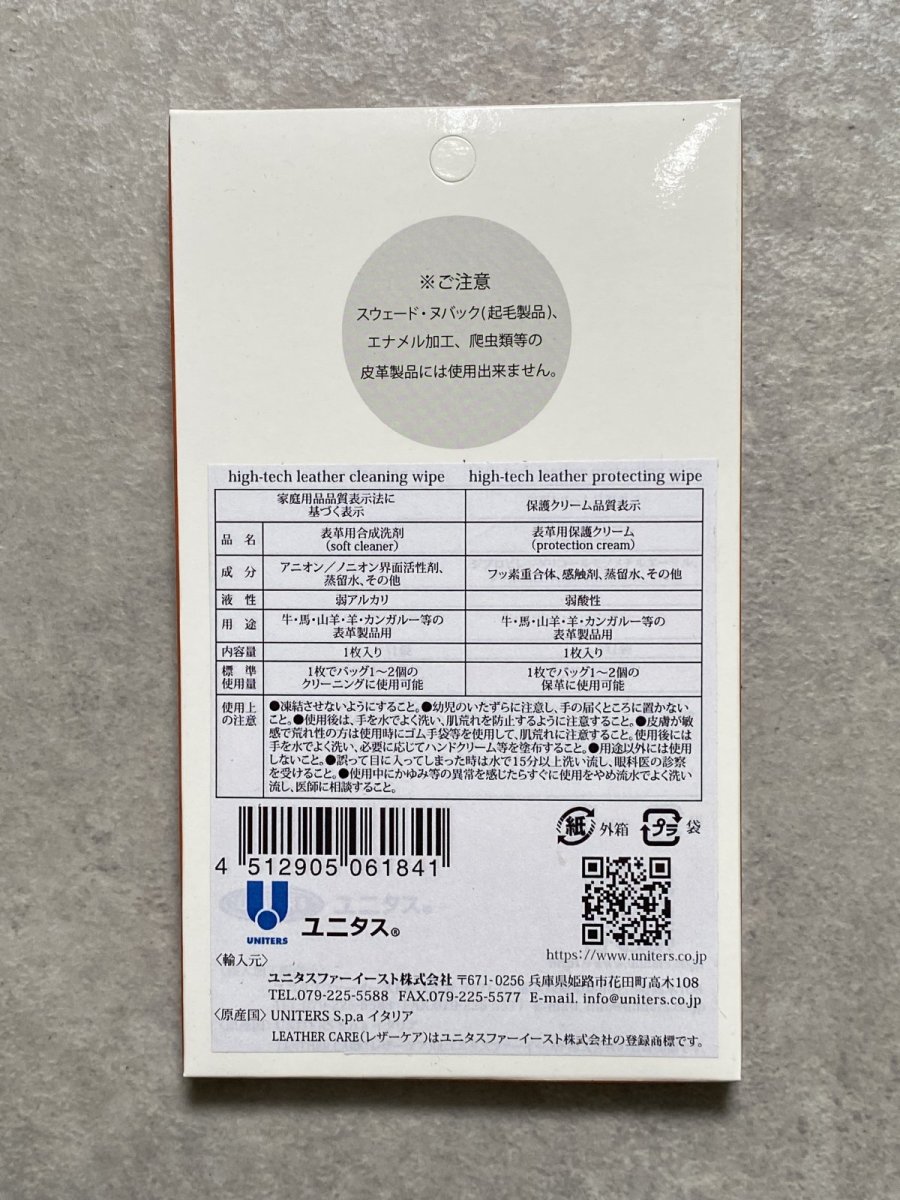 ※ご注意
スウェード・ヌバック(起毛製品)、
エナメル加工、爬虫類等の
皮革製品には使用出来ません。
high-tech leather cleaning wipe
high-tech leather protecting wipe
家庭用品品質表示法に
基づく表示
保護クリーム品質表示
品 名
表革用合成洗剤
(soft cleaner)
表革用保護クリーム
(protection cream)
成 分
アニオン/ノニオン界面活性剤、
蒸留水、その他
フッ素重合体、感触剤、蒸留水、その他
液 性
弱アルカリ
弱酸性
用 途
牛・馬・山羊・羊・カンガルー等の
表革製品用
牛・馬・山羊・羊・カンガルー等の
表革製品用
内容量
1枚入り
1枚入り
標 準
使用量
1枚でバッグ1〜2個の
クリーニングに使用可能
1枚でバッグ1〜2個の
保革に使用可能
使用上
の注意
●凍結させないようにすること。●幼児のいたずらに注意し、手の届くところに置かない
こと。●使用後は、手を水でよく洗い、肌荒れを防止するように注意すること。●皮膚が敏
感で荒れ性の方は使用時にゴム手袋等を使用して、肌荒れに注意すること。使用後には
手を水でよく洗い、必要に応じてハンドクリーム等を塗布すること。●用途以外には使用
しないこと。●誤って目に入ってしまった時は水で15分以上洗い流し、眼科医の診察
を受けること。●使用中にかゆみ等の異常を感じたらすぐに使用をやめ流水でよく洗い
流し、医師に相談すること。
4 512905 061841
紙 外箱 プラ 袋
UNITERS
ユニタス®
https://www.uniters.co.jp
〈輸入元〉
ユニタスファーイースト株式会社 〒671-0256 兵庫県姫路市花田町高木108
TEL.079-225-5588 FAX.079-225-5577 E-mail. info@uniters.co.jp
〈原産国〉UNITERS S.p.a イタリア
LEATHER CARE(レザーケア)はユニタスファーイースト株式会社の登録商標です。